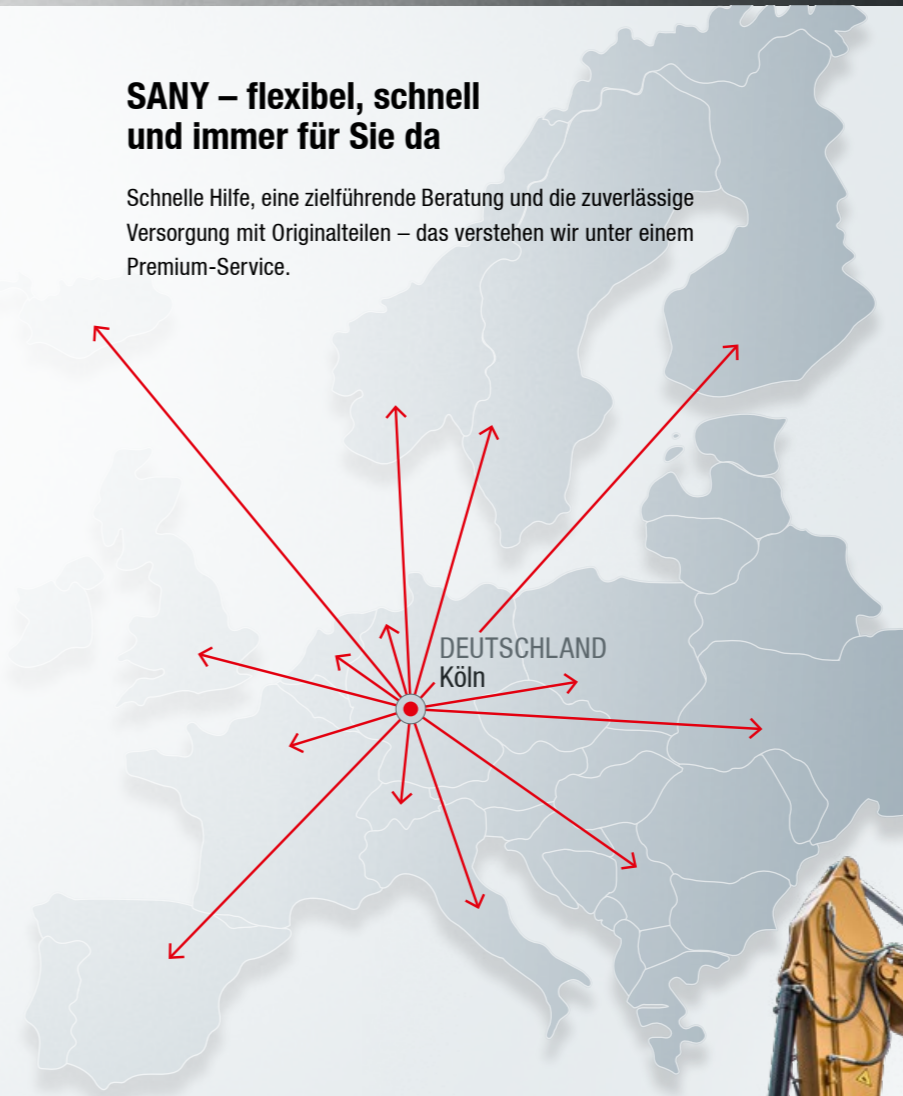 SANY – flexibel, schnell
und immer für Sie da
Schnelle Hilfe, eine zielführende Beratung und die zuverlässige
Versorgung mit Originalteilen – das verstehen wir unter einem
Premium-Service.
DEUTSCHLAND
Köln